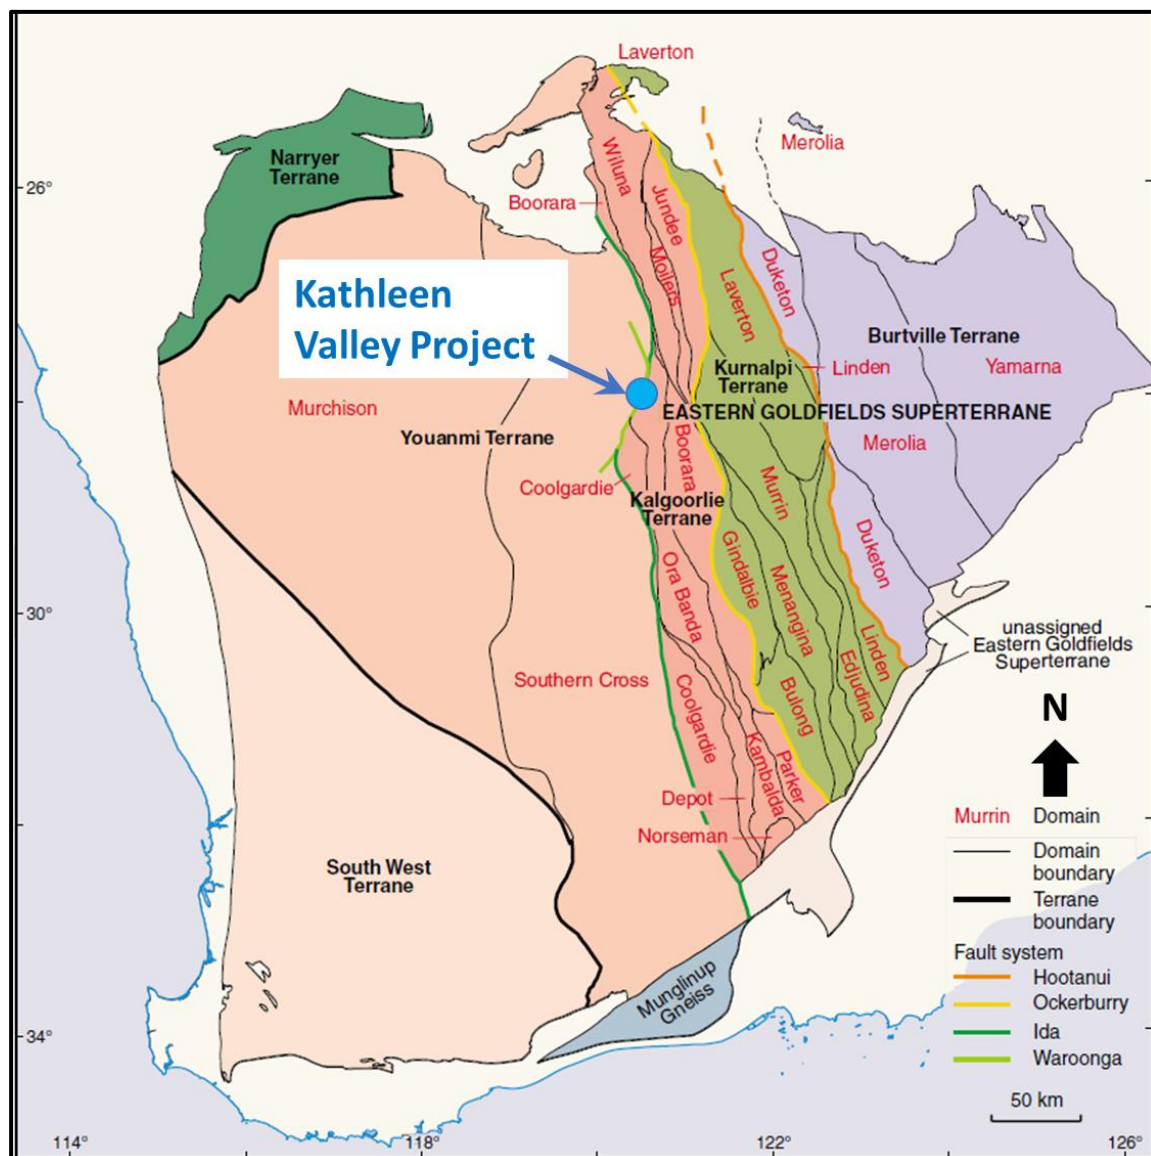 Laverton
Narryer
Terrane
Merolia
26°
Wiluna
Boorara
Jundee
Moilers
Kathleen
Valley Project
Laverton
Duketon
Burtville Terrane
Kurnalpi
Terrane
Linden
Yamarna
Murchison
EASTERN GOLDFIELDS SUPERTERRANE
Youanmi Terrane
Merolia
Boorara
Coolgardie
Kalgoorlie
Terrane
Murrin
Gindalbie
Duketon
Ora Banda
Menangina
30°
Linden
Edjudina
unassigned
Eastern Goldfields
Superterrane
Southern Cross
Coolgardie
Bulong
N
Kambalda
Parker
Depot
Norseman
South West
Terrane
Munglinup
Gneiss
Murrin Domain
Domain
boundary
Terrane
boundary
Fault system
Hootanui
Ockerburry
Ida
Waroonga
34°
50 km
114°
118°
122°
126°